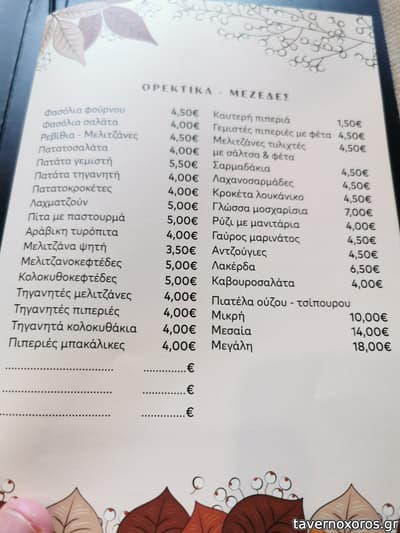 ΟΡΕΚΤΙΚΑ - ΜΕΖΕΔΕΣ
Φασόλια φούρνου 4,50€
Φασόλια σαλάτα 4,00€
Ρεβίθια - Μελιτζάνες 4,50€
Πατατοσαλάτα 4,00€
Πατάτα γεμιστή 5,50€
Πατάτα τηγανητή 4,00€
Πατατοκροκέτες 4,00€
Λαχματζούν 5,00€
Πίτα με παστουρμά 5,00€
Αράβικη τυρόπιτα 4,00€
Μελιτζάνα ψητή 3,50€
Μελιτζανοκεφτέδες 5,00€
Κολοκυθοκεφτέδες 5,00€
Τηγανητές μελιτζάνες 4,00€
Τηγανητές πιπεριές 4,00€
Τηγανητά κολοκυθάκια 4,00€
Πιπεριές μπακάλικες 4,00€
................................ .............€
................................ .............€
................................ .............€
Καυτερή πιπεριά 1,50€
Γεμιστές πιπεριές με φέτα 4,50€
Μελιτζάνες τυλιχτές 4,50€
με σάλτσα & φέτα
Σαρμαδάκια 4,50€
Λαχανοσαρμάδες 4,50€
Κροκέτα λουκάνικο 4,50€
Γλώσσα μοσχαρίσια 7,00€
Ρύζι με μανιτάρια 4,00€
Γαύρος μαρινάτος 4,50€
Αντζούγιες 4,50€
Λακέρδα 6,50€
Καβουροσαλάτα 4,00€
Πιατέλα ούζου - τσίπουρου
Μικρή 10,00€
Μεσαία 14,00€
Μεγάλη 18,00€
tavernoxoros.gr